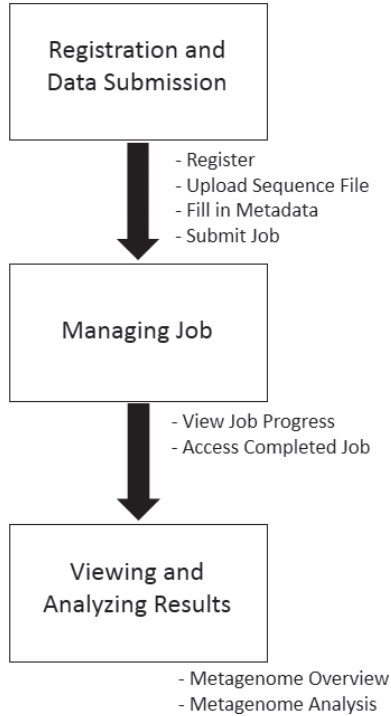 Registration and
Data Submission
- Register
- Upload Sequence File
- Fill in Metadata
- Submit Job
Managing Job
- View Job Progress
- Access Completed Job
Viewing and
Analyzing Results
- Metagenome Overview
- Metagenome Analysis